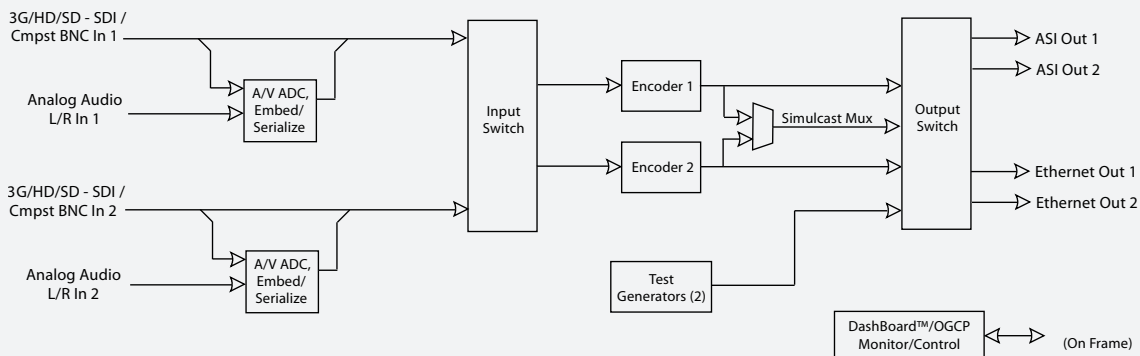 3G/HD/SD - SDI /
Cmpst BNC In 1
Analog Audio
L/R In 1
A/V ADC,
Embed/
Serialize
3G/HD/SD - SDI /
Cmpst BNC In 2
Analog Audio
L/R In 2
A/V ADC,
Embed/
Serialize
Input
Switch
Encoder 1
Encoder 2
Simulcast Mux
Test
Generators (2)
Output
Switch
ASI Out 1
ASI Out 2
Ethernet Out 1
Ethernet Out 2
DashBoard™/OGCP
Monitor/Control
(On Frame)